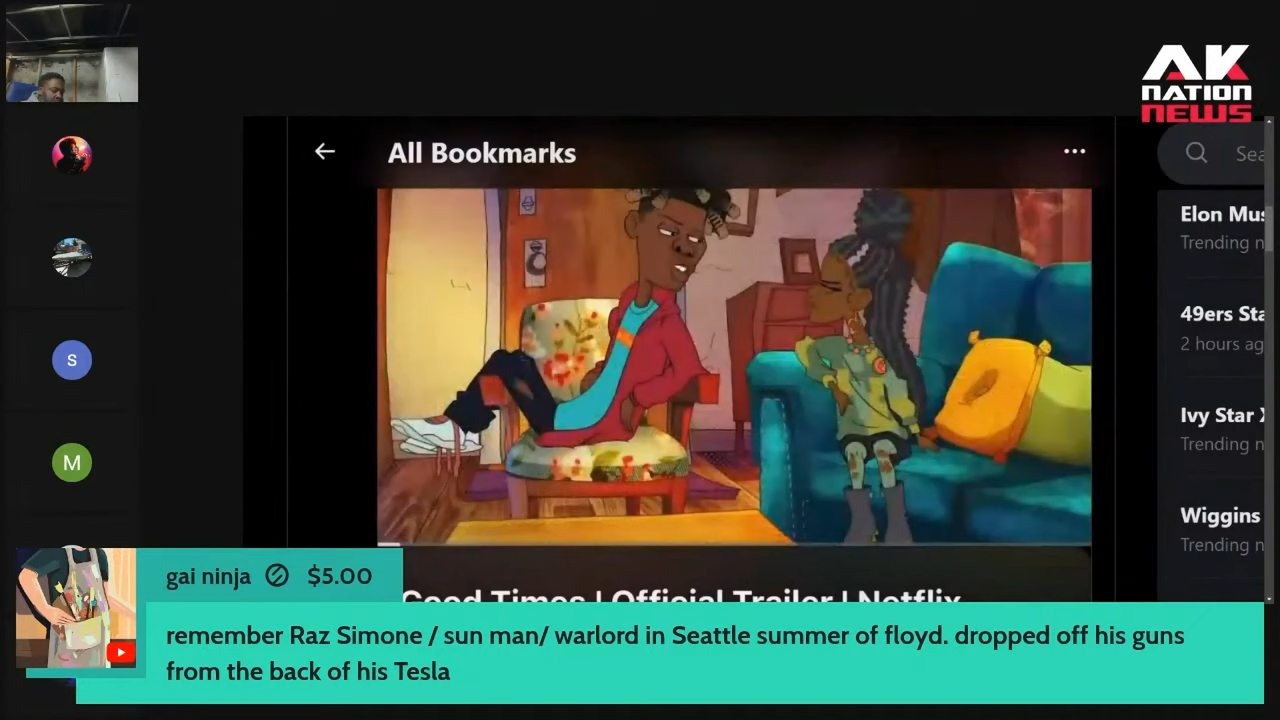 AK
NATION
NEWS
All Bookmarks
Sea
Elon Mus
Trending n
49ers Sta
2 hours ag
Ivy Star
Trending n
Wiggins
Trending n
S
M
Good Times | Official Trailer | Netflix
gai ninja $5.00
remember Raz Simone / sun man/ warlord in Seattle summer of floyd. dropped off his guns
from the back of his Tesla